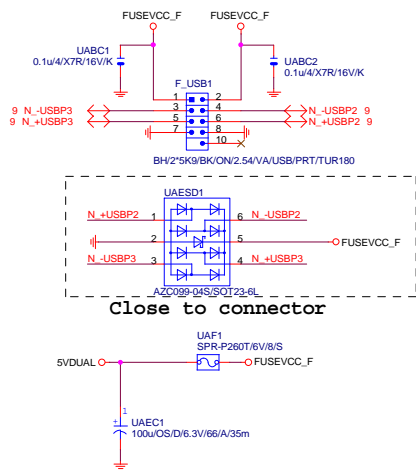 FUSEVCC_F FUSEVCC_F
UABC1
0.1u/4/X7R/16V/K
UABC2
0.1u/4/X7R/16V/K
F_USB1
1 2
9 N_-USBP3 3 4 N_-USBP2 9
9 N_+USBP3 5 6 N_+USBP2 9
7 8
10
BH/2*5K9/BK/ON/2.54/VA/USB/PRT/TUR180
UAESD1
N_+USBP2 1 6 N_-USBP2
2 5 FUSEVCC_F
N_-USBP3 3 4 N_+USBP3
AZC099-04S/SOT23-6L
Close to connector
UAF1
SPR-P260T/6V/8/S
5VDUAL FUSEVCC_F
1
+
UAEC1
100u/OS/D/6.3V/66/A/35m